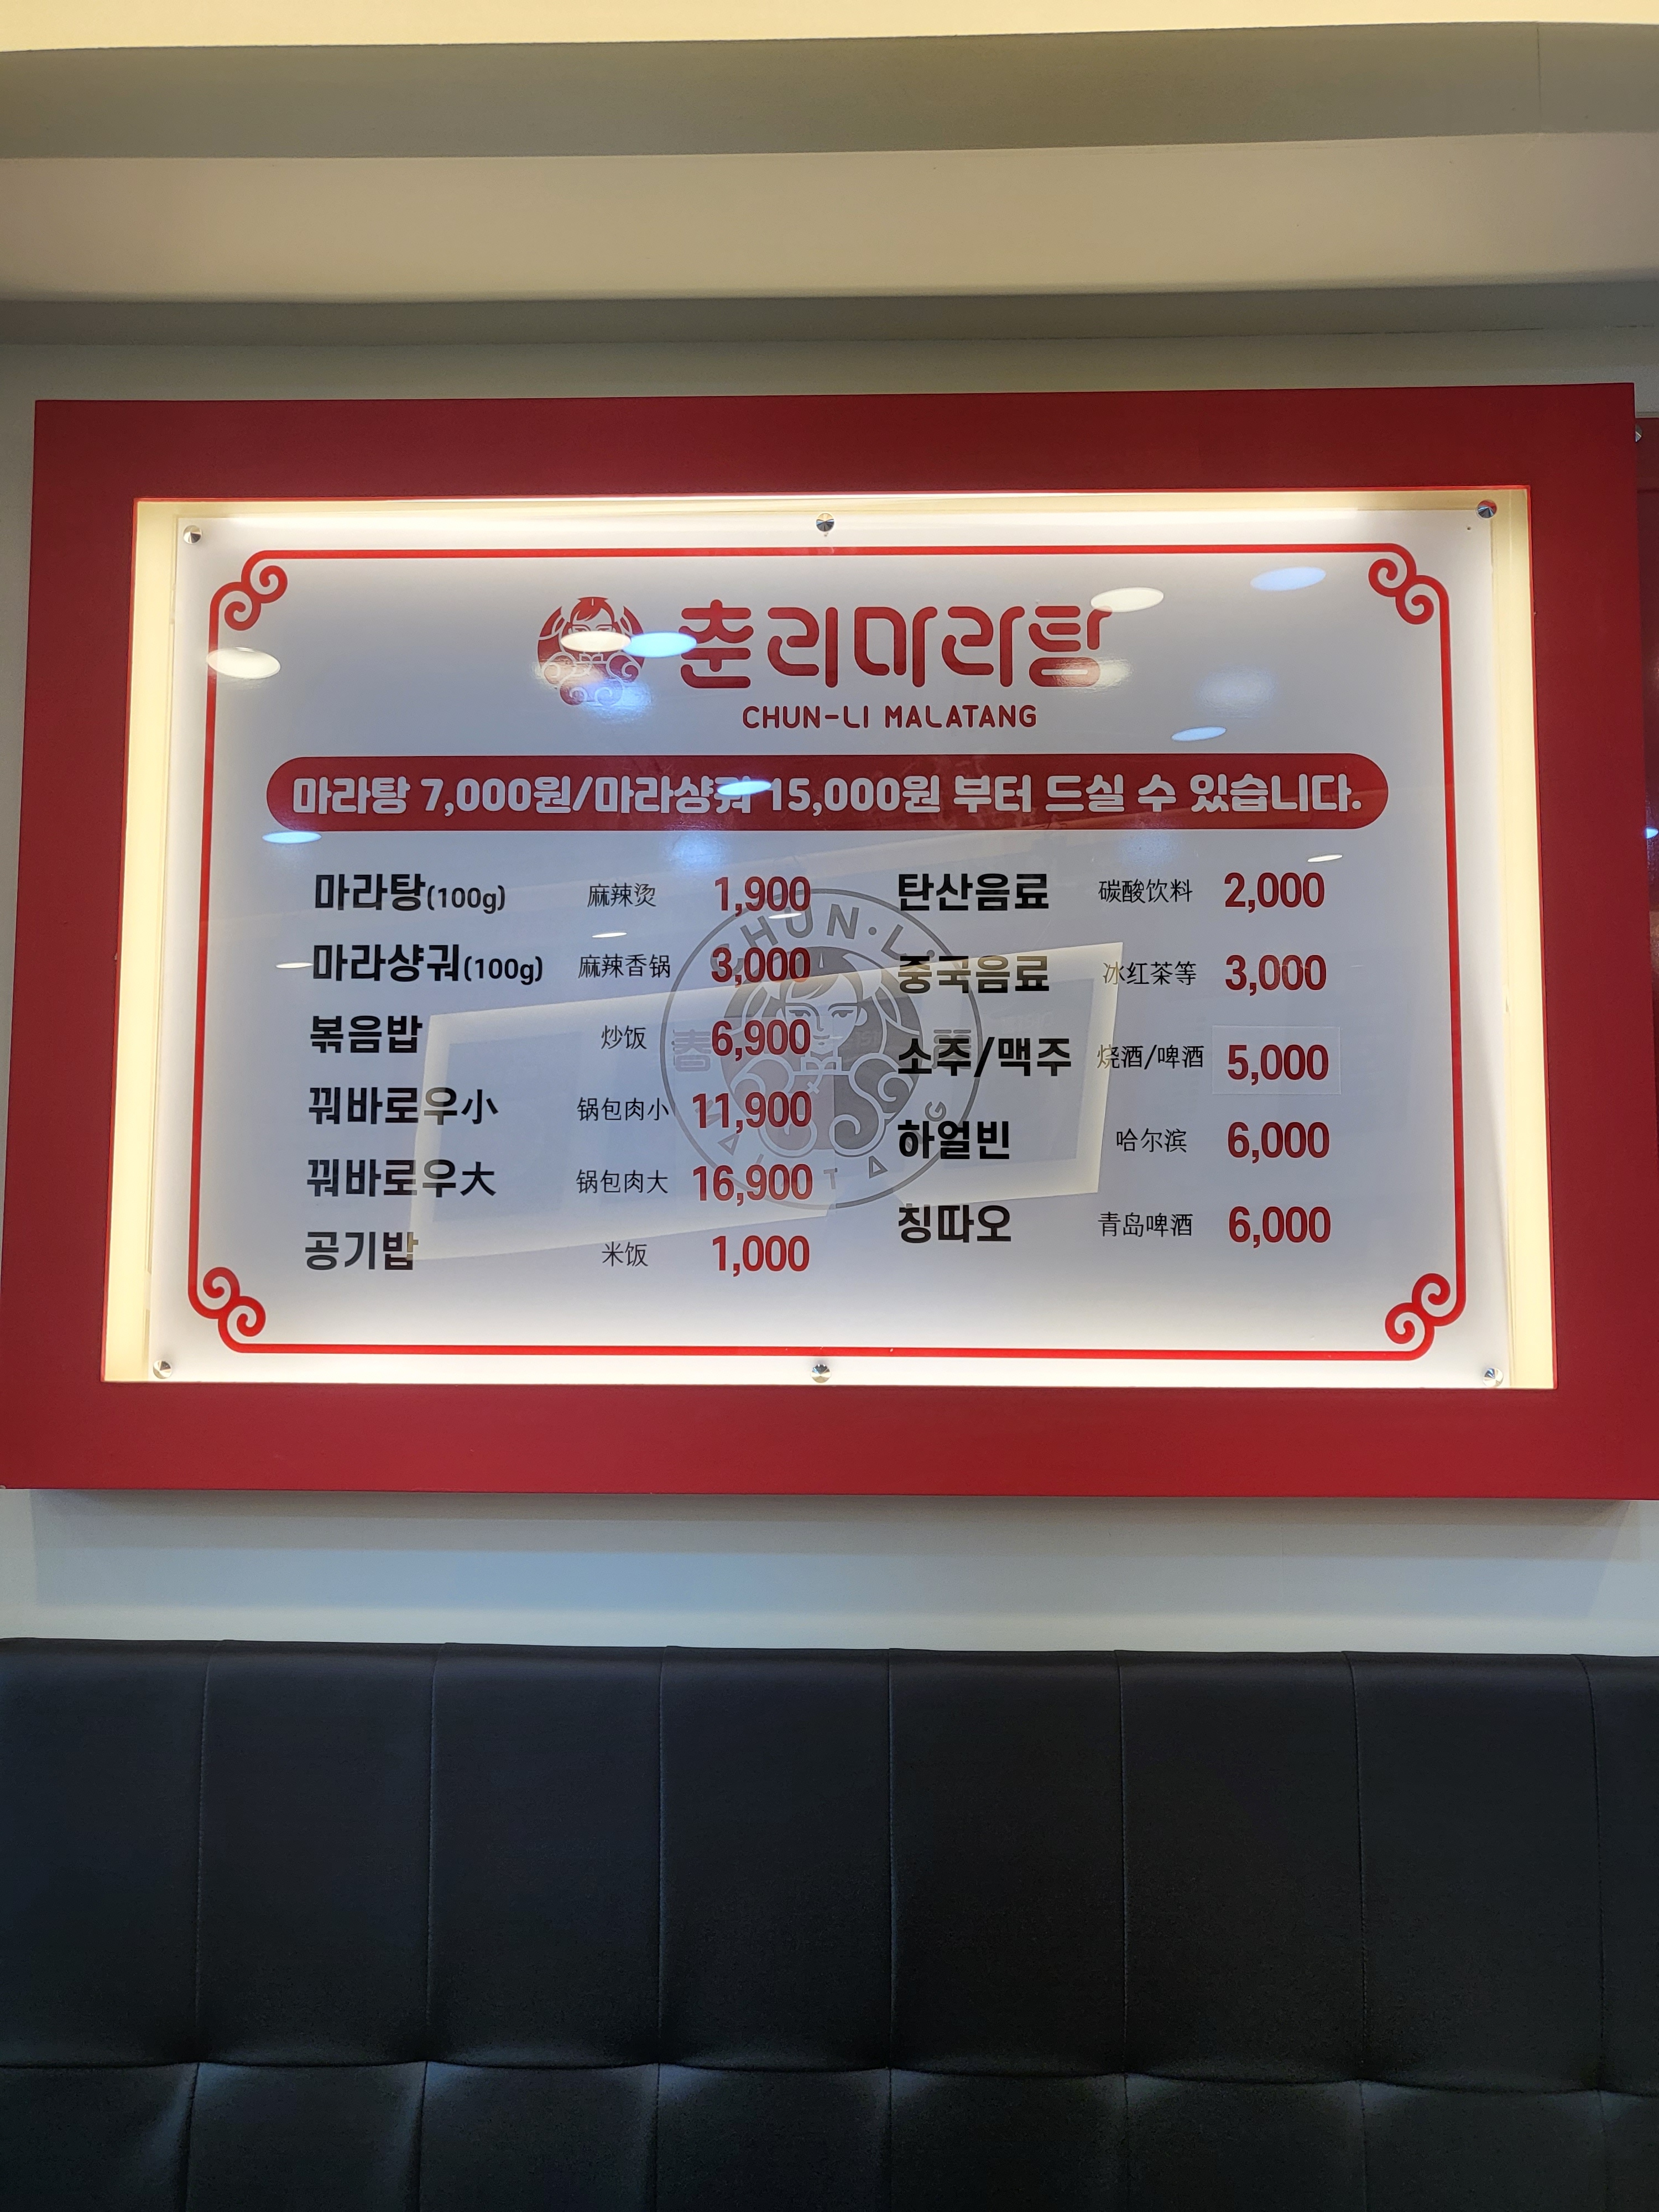 춘리마라탕
CHUN-LI MALATANG
마라탕 7,000원/마라샹궈 15,000원 부터 드실 수 있습니다.
마라탕(100g) 麻辣烫 1,900
마라샹궈(100g) 麻辣香锅 3,000
볶음밥 炒饭 6,900
꿔바로우小 锅包肉小 11,900
꿔바로우大 锅包肉大 16,900
공기밥 米饭 1,000
탄산음료 碳酸饮料 2,000
중국음료 冰红茶等 3,000
소주/맥주 烧酒/啤酒 5,000
하얼빈 哈尔滨 6,000
칭따오 青岛啤酒 6,000
CHUN·LI
春